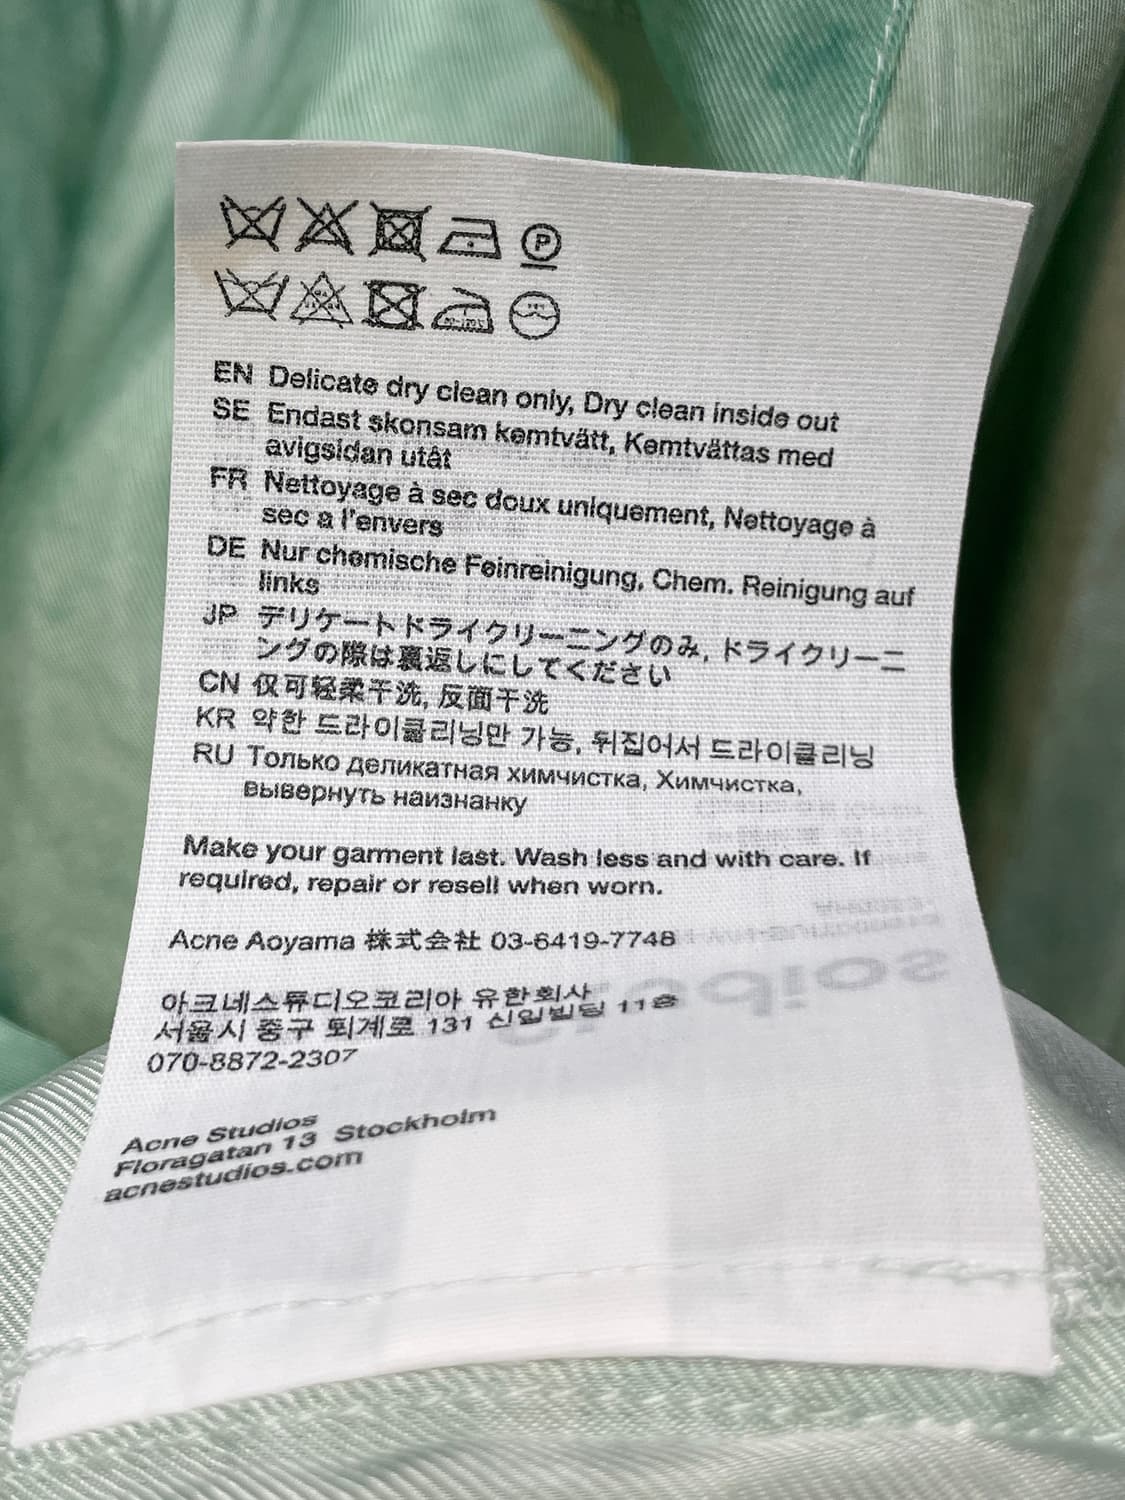 P
EN Delicate dry clean only, Dry clean inside out
SE Endast skonsam kemtvätt, Kemtvättas med
avigsidan utåt
FR Nettoyage à sec doux uniquement, Nettoyage à
sec a l'envers
DE Nur chemische Feinreinigung, Chem. Reinigung auf
links
JP デリケートドライクリーニングのみ, ドライクリーニ
ングの際は裏返しにしてください
CN 仅可轻柔干洗, 反面干洗
KR 약한 드라이클리닝만 가능, 뒤집어서 드라이클리닝
RU Только деликатная химчистка, Химчистка,
вывернуть наизнанку
Make your garment last. Wash less and with care. If
required, repair or resell when worn.
Acne Aoyama 株式会社 03-6419-7748
아크네스튜디오코리아 유한회사
서울시 중구 퇴계로 131 신일빌딩 11층
070-8872-2307
Acne Studios
Floragatan 13 Stockholm
acnestudios.com